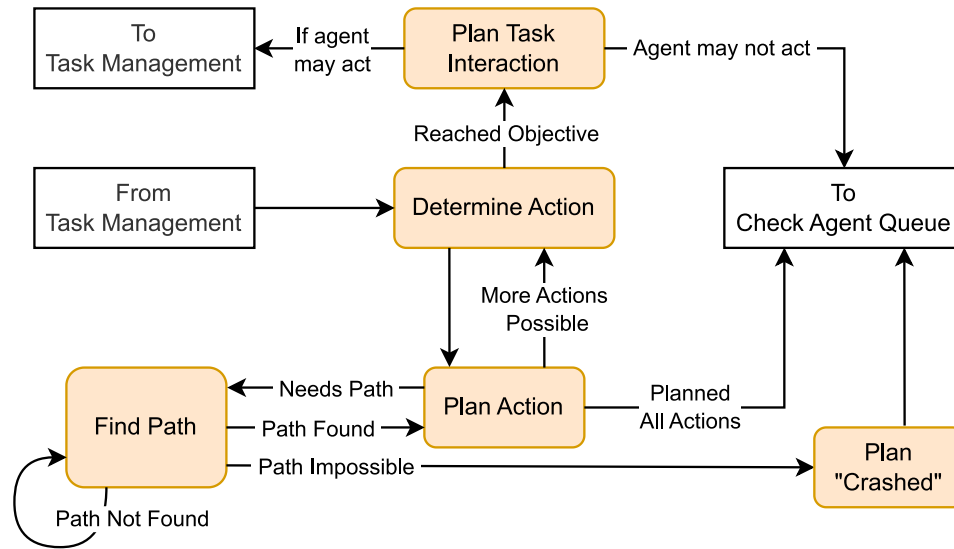 To
Task Management
If agent
may act
Plan Task
Interaction
Agent may not act
Reached Objective
From
Task Management
Determine Action
To
Check Agent Queue
More Actions
Possible
Needs Path
Find Path
Path Found
Plan Action
Planned
All Actions
Path Impossible
Plan
"Crashed"
Path Not Found